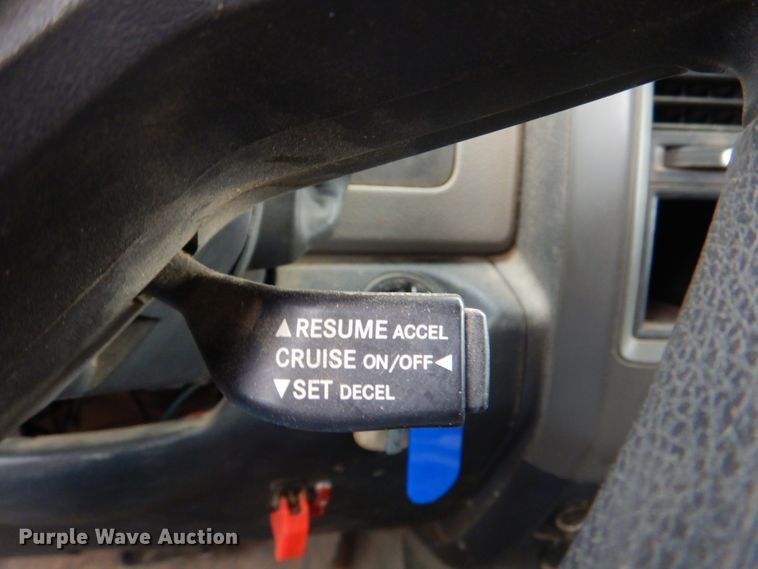 ▲RESUME ACCEL
CRUISE ON/OFF◄
▼SET DECEL
Purple Wave Auction